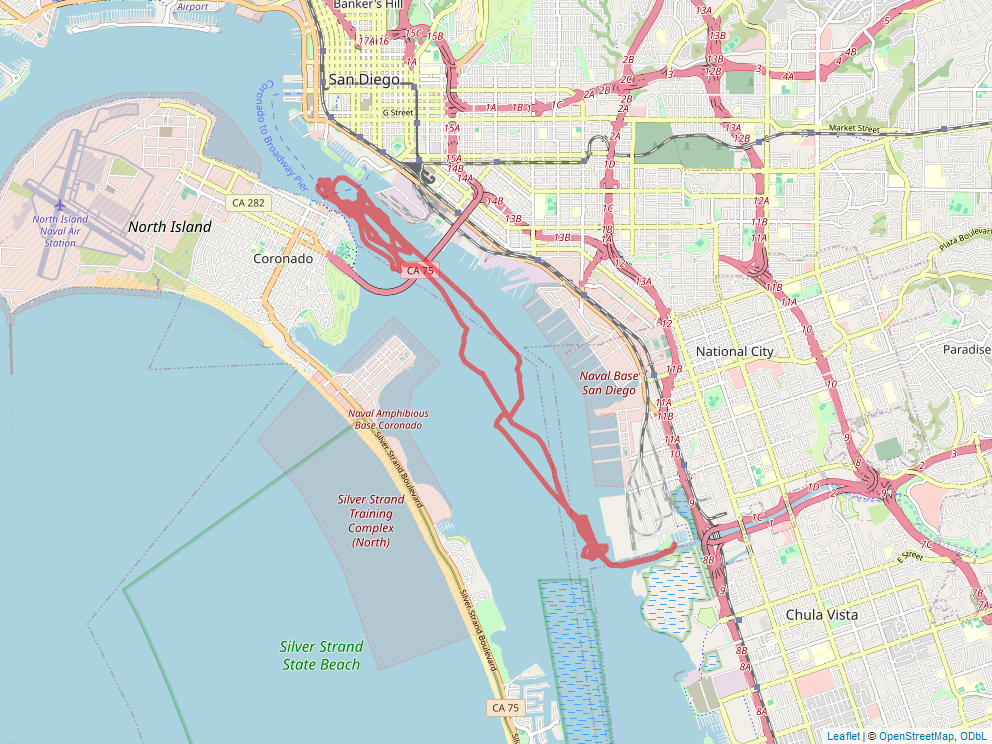 Airport
Banker's Hill
17A
16
15C
15B
1A
San Diego
G Street
Coronado to Broadway Pier
15A
15A
14B
14A
14B
13B
13B
1A
1B
1C
2A
2B
2B
2C
2A
2A
1D
1C
1B
1A
12
13A
13A
13B
12B
13A
12B
3A
4A
4B
5
Market Street
11B
11A
11A
11B
10
Plaza Boulevard
North Island
Naval Air
Station
North Island
CA 282
Coronado
CA 75
12
11B
11A
11B
11A
10
National City
Paradise
Naval Base
San Diego
Naval Amphibious
Base Coronado
Silver Strand Boulevard
Silver Strand
Training
Complex
(North)
9
8
1D
1C
1
2
3
9
7C
E Street
7B
7A
8B
9
Chula Vista
8B
8A
8A
Silver Strand Boulevard
Silver Strand
State Beach
CA 75
Leaflet | © OpenStreetMap, ODbL